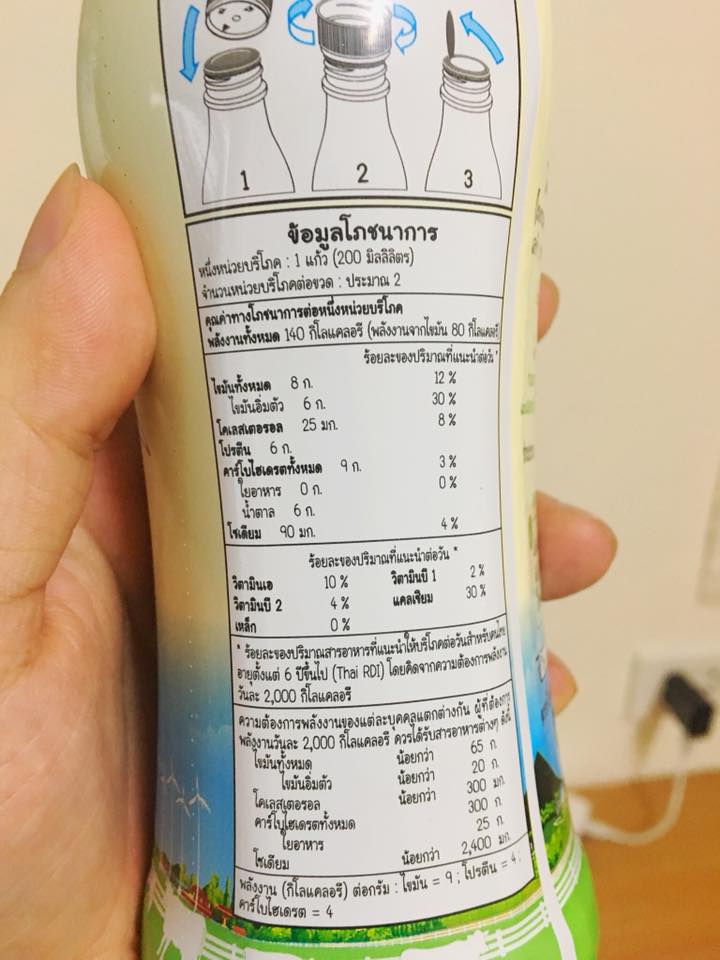 1 2 3
ข้อมูลโภชนาการ
หนึ่งหน่วยบริโภค : 1 แก้ว (200 มิลลิลิตร)
จำนวนหน่วยบริโภคต่อขวด : ประมาณ 2
คุณค่าทางโภชนาการต่อหนึ่งหน่วยบริโภค
พลังงานทั้งหมด 140 กิโลแคลอรี (พลังงานจากไขมัน 80 กิโลแคลอรี)
ร้อยละของปริมาณที่แนะนำต่อวัน *
ไขมันทั้งหมด 8 ก. 12 %
ไขมันอิ่มตัว 6 ก. 30 %
โคเลสเตอรอล 25 มก. 8 %
โปรตีน 6 ก.
คาร์โบไฮเดรตทั้งหมด 9 ก. 3 %
ใยอาหาร 0 ก. 0 %
น้ำตาล 6 ก.
โซเดียม 90 มก. 4 %
ร้อยละของปริมาณที่แนะนำต่อวัน *
วิตามินเอ 10 % วิตามินบี 1 2 %
วิตามินบี 2 4 % แคลเซียม 30 %
เหล็ก 0 %
* ร้อยละของปริมาณสารอาหารที่แนะนำให้บริโภคต่อวันสำหรับคนไทย
อายุตั้งแต่ 6 ปีขึ้นไป (Thai RDI) โดยคิดจากความต้องการพลังงาน
วันละ 2,000 กิโลแคลอรี
ความต้องการพลังงานของแต่ละบุคคลแตกต่างกัน ผู้ที่ต้องการ
พลังงานวันละ 2,000 กิโลแคลอรี ควรได้รับสารอาหารต่างๆ ดังนี้
ไขมันทั้งหมด น้อยกว่า 65 ก.
ไขมันอิ่มตัว น้อยกว่า 20 ก.
โคเลสเตอรอล น้อยกว่า 300 มก.
คาร์โบไฮเดรตทั้งหมด 300 ก.
ใยอาหาร 25 ก.
โซเดียม น้อยกว่า 2,400 มก.
พลังงาน (กิโลแคลอรี) ต่อกรัม : ไขมัน = 9 ; โปรตีน = 4 ;
คาร์โบไฮเดรต = 4